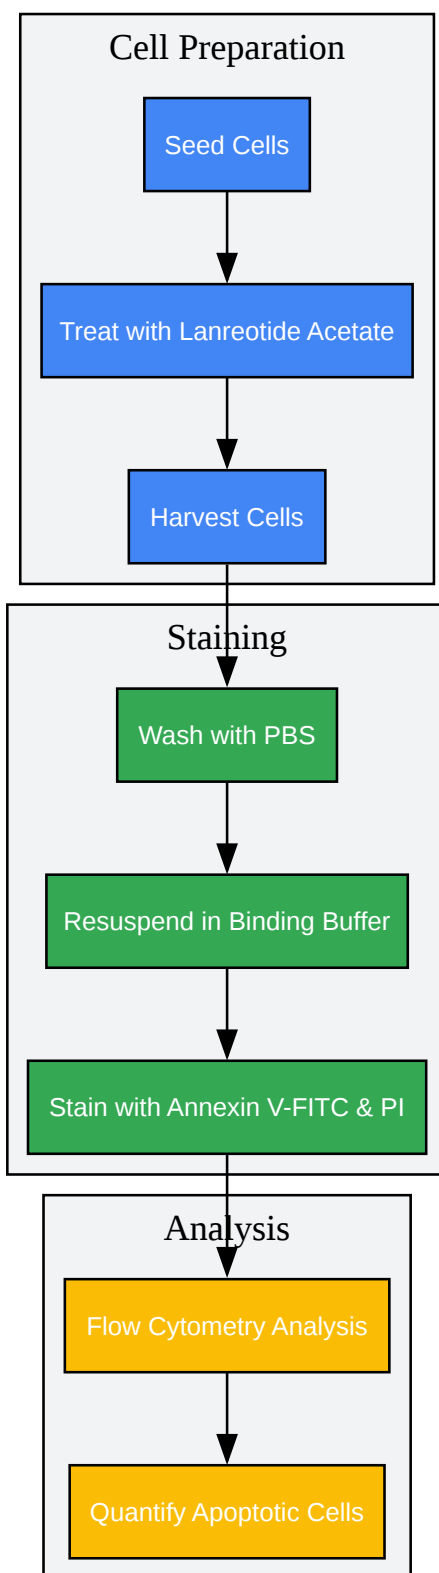 Cell Preparation
Seed Cells
Treat with Lanreotide Acetate
Harvest Cells
Staining
Wash with PBS
Resuspend in Binding Buffer
Stain with Annexin V-FITC & PI
Analysis
Flow Cytometry Analysis
Quantify Apoptotic Cells